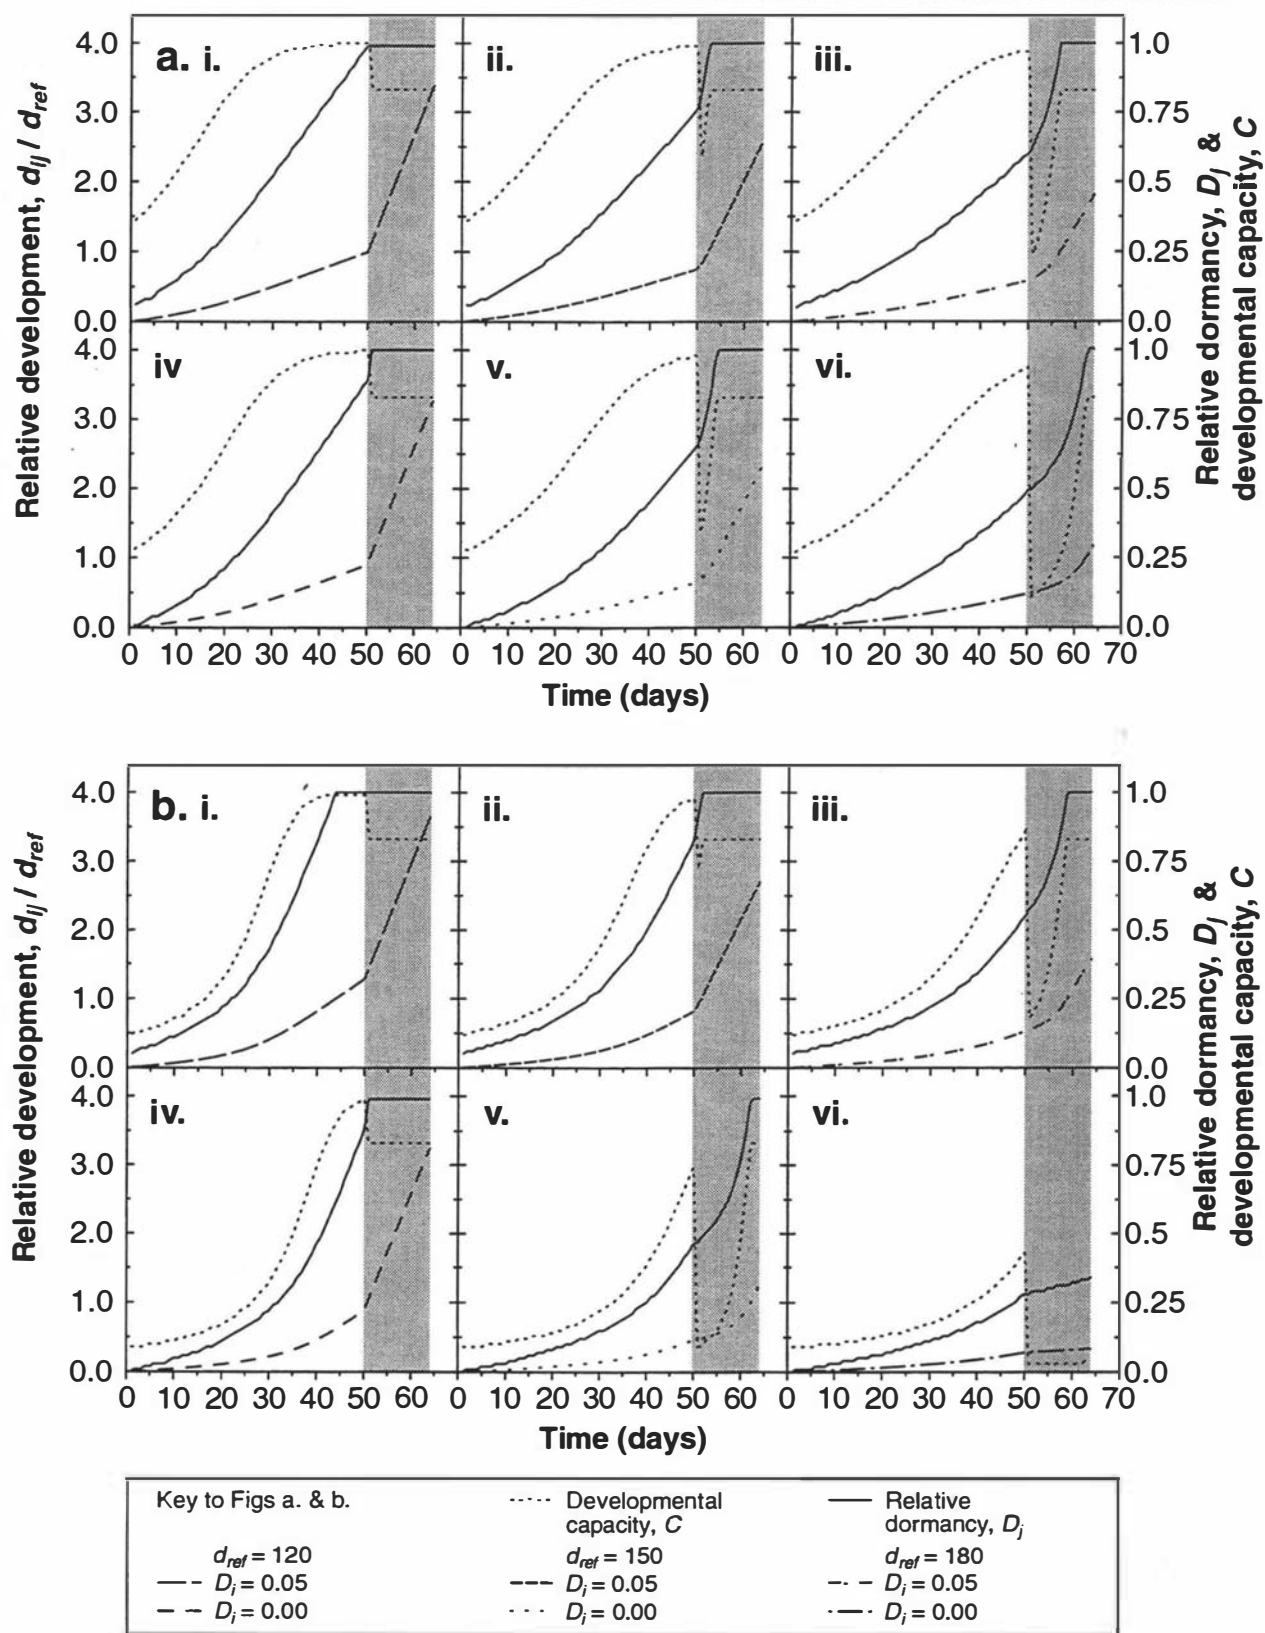 a. i.
ii.
iii.
4.0
3.0
2.0
1.0
0.0
1.0
0.75
0.5
0.25
0.0
iv
v.
vi.
4.0
3.0
2.0
1.0
0.0
1.0
0.75
0.5
0.25
0.0
0 10 20 30 40 50 60
0 10 20 30 40 50 60
0 10 20 30 40 50 60 70
Time (days)
Relative development, dij / dref
Relative dormancy, Dj &
developmental capacity, C
b. i.
ii.
iii.
4.0
3.0
2.0
1.0
0.0
1.0
0.75
0.5
0.25
0.0
iv.
v.
vi.
4.0
3.0
2.0
1.0
0.0
1.0
0.75
0.5
0.25
0.0
0 10 20 30 40 50 60
0 10 20 30 40 50 60
0 10 20 30 40 50 60 70
Time (days)
Relative development, dij / dref
Relative dormancy, Dj &
developmental capacity, C
Key to Figs a. & b.
Developmental
capacity, C
Relative
dormancy, Dj
dref = 120
dref = 150
dref = 180
Di = 0.05
Di = 0.05
Di = 0.05
Di = 0.00
Di = 0.00
Di = 0.00